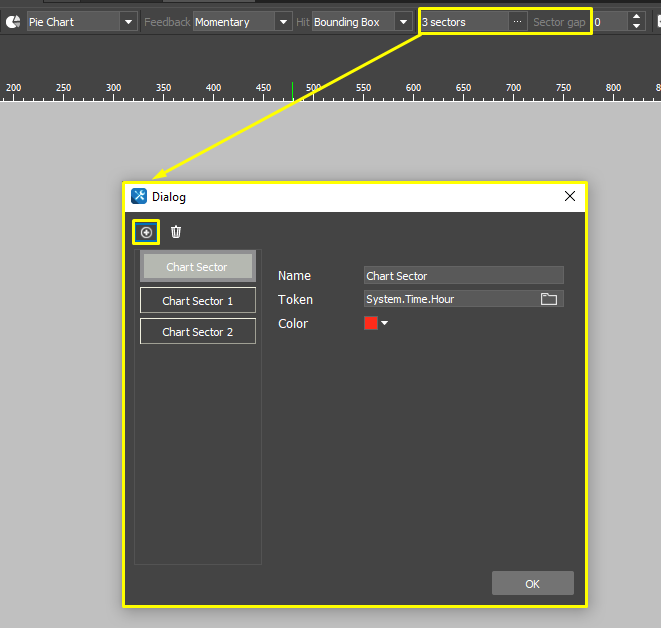 Pie Chart Feedback Momentary Hit Bounding Box 3 sectors ... Sector gap 0
200 250 300 350 400 450 500 550 600 650 700 750 800 8
Dialog
Chart Sector
Chart Sector 1
Chart Sector 2
Name Chart Sector
Token System.Time.Hour
Color
OK